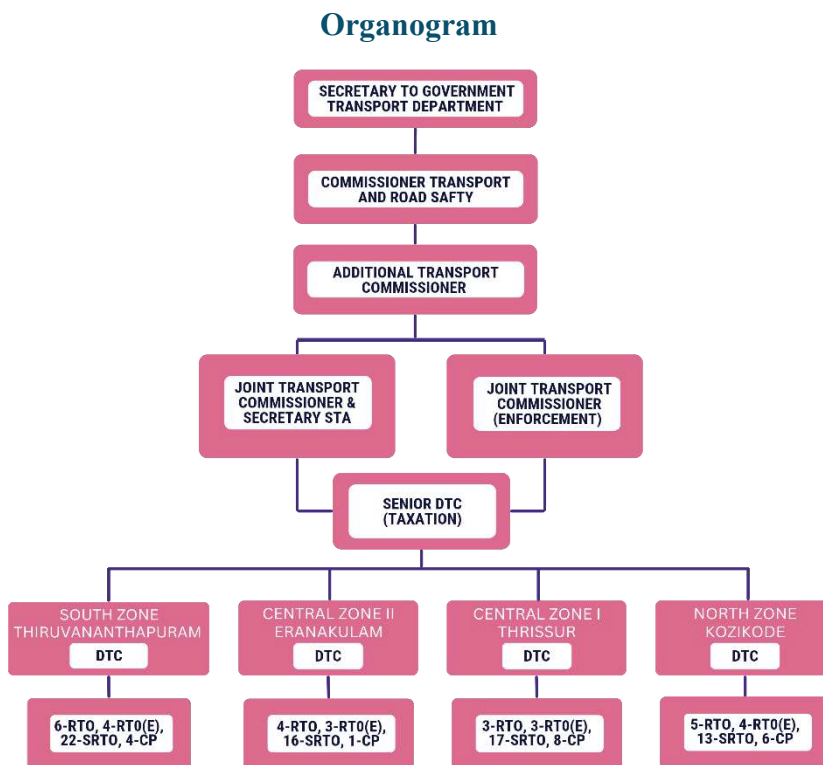 Organogram
SECRETARY TO GOVERNMENT
TRANSPORT DEPARTMENT
COMMISSIONER TRANSPORT
AND ROAD SAFTY
ADDITIONAL TRANSPORT
COMMISSIONER
JOINT TRANSPORT
COMMISSIONER &
SECRETARY STA
JOINT TRANSPORT
COMMISSIONER
(ENFORCEMENT)
SENIOR DTC
(TAXATION)
SOUTH ZONE
THIRUVANANTHAPURAM
DTC
CENTRAL ZONE II
ERANAKULAM
DTC
CENTRAL ZONE I
THRISSUR
DTC
NORTH ZONE
KOZIKODE
DTC
6-RTO, 4-RT0(E),
22-SRTO, 4-CP
4-RTO, 3-RT0(E),
16-SRTO, 1-CP
3-RTO, 3-RT0(E),
17-SRTO, 8-CP
5-RTO, 4-RT0(E),
13-SRTO, 6-CP